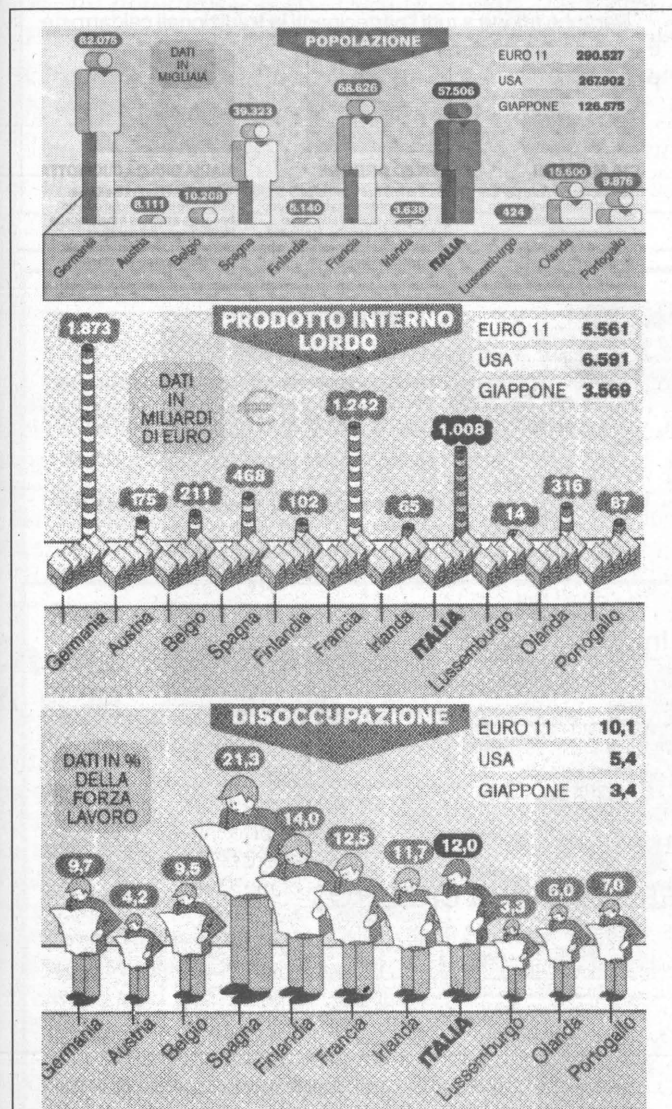 POPOLAZIONE
DATI
IN
MIGLIAIA
EURO 11 290.527
USA 267.902
GIAPPONE 126.575
82.075
8.111
10.208
39.323
5.140
58.626
3.638
57.506
424
15.600
9.876
Germania
Austria
Belgio
Spagna
Finlandia
Francia
Irlanda
ITALIA
Lussemburgo
Olanda
Portogallo
PRODOTTO INTERNO
LORDO
DATI
IN
MILIARDI
DI EURO
EURO 11 5.561
USA 6.591
GIAPPONE 3.569
1.873
175
211
468
102
1.242
65
1.008
14
316
87
Germania
Austria
Belgio
Spagna
Finlandia
Francia
Irlanda
ITALIA
Lussemburgo
Olanda
Portogallo
DISOCCUPAZIONE
DATI IN %
DELLA
FORZA
LAVORO
EURO 11 10,1
USA 5,4
GIAPPONE 3,4
9,7
4,2
9,5
21,3
14,0
12,5
11,7
12,0
3,3
6,0
7,0
Germania
Austria
Belgio
Spagna
Finlandia
Francia
Irlanda
ITALIA
Lussemburgo
Olanda
Portogallo